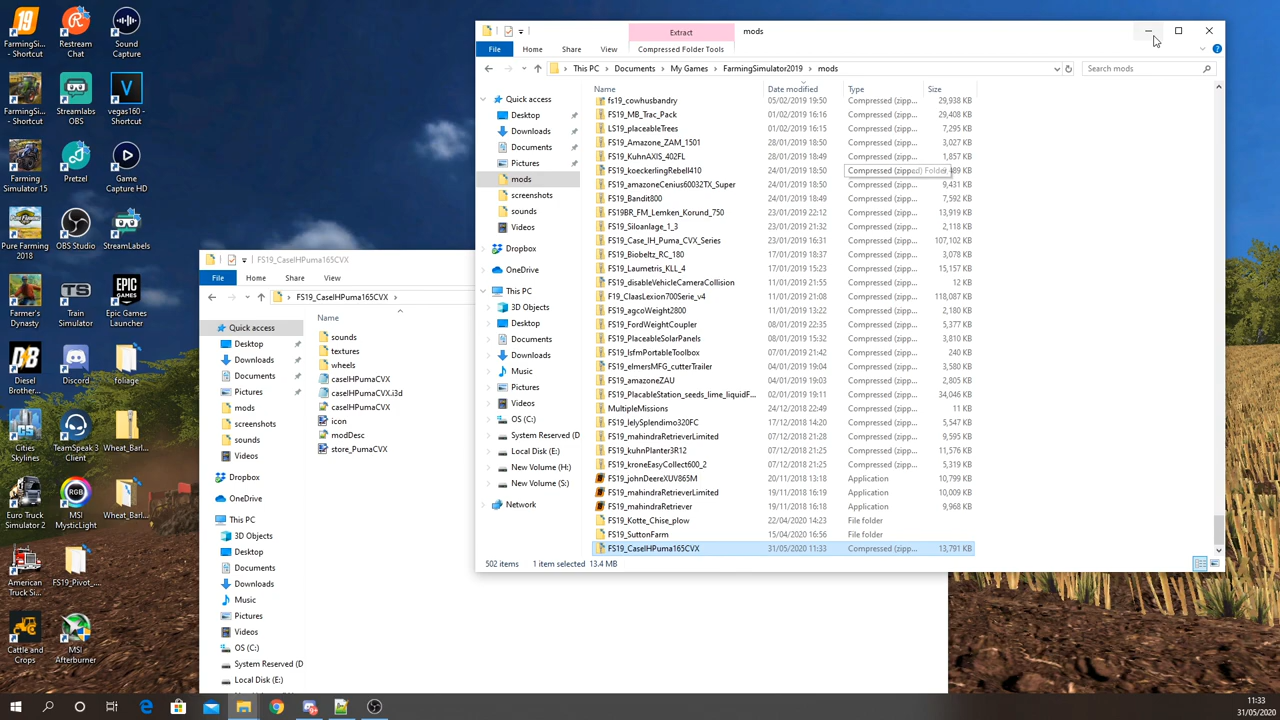 FarmingSi... - Shortcut
Restream Chat
Sound Capture
FarmingSi... - Shortcut
Streamlabs OBS
vegas160 - Shortcut
Farming Simulator 15
Pretzel
Game Capture HD
Pure Farming 2018
OBS Studio
StreamLabels
Farmer's Dynasty
Train Simulator
Epic Games Launcher
Diesel Brother...
Discord
foliage
Cities Skylines
TeamSpeak 3 Client
Wheat_Barl...
Euro Truck Simulator 2
MSI MysticLight
Wheat_Barl...
American Truck Sim...
FS19_Pivot_...
Cattle and Crops
MSI Afterburner
Extract
mods
File
Home
Share
View
Compressed Folder Tools
This PC > Documents > My Games > FarmingSimulator2019 > mods
Search mods
Quick access
Desktop
Downloads
Documents
Pictures
mods
screenshots
sounds
Videos
Dropbox
OneDrive
This PC
3D Objects
Desktop
Documents
Downloads
Music
Pictures
Videos
OS (C:)
System Reserved (D
Local Disk (E:)
New Volume (H:)
New Volume (S:)
Network
Name Date modified Type Size
fs19_cowhusbandry 05/02/2019 19:50 Compressed (zipp... 29,938 KB
FS19_MB_Trac_Pack 01/02/2019 16:16 Compressed (zipp... 29,408 KB
LS19_placeableTrees 01/02/2019 16:15 Compressed (zipp... 7,295 KB
FS19_Amazone_ZAM_1501 28/01/2019 18:50 Compressed (zipp... 3,027 KB
FS19_KuhnAXIS_402FL 28/01/2019 18:49 Compressed (zipp... 1,857 KB
FS19_koeckerlingRebell410 24/01/2019 18:50 Compressed (zipped) Folder 489 KB
FS19_amazoneCenius60032TX_Super 24/01/2019 18:50 Compressed (zipp... 9,431 KB
FS19_Bandit800 24/01/2019 18:49 Compressed (zipp... 7,592 KB
FS19BR_FM_Lemken_Korund_750 23/01/2019 22:12 Compressed (zipp... 13,919 KB
FS19_Siloanlage_1_3 23/01/2019 21:32 Compressed (zipp... 2,118 KB
FS19_Case_IH_Puma_CVX_Series 23/01/2019 16:31 Compressed (zipp... 107,102 KB
FS19_Biobeltz_RC_180 17/01/2019 18:37 Compressed (zipp... 3,078 KB
FS19_Laumetris_KLL_4 17/01/2019 15:23 Compressed (zipp... 15,157 KB
FS19_disableVehicleCameraCollision 11/01/2019 21:55 Compressed (zipp... 12 KB
F19_ClaasLexion700Serie_v4 11/01/2019 21:08 Compressed (zipp... 118,087 KB
FS19_agcoWeight2800 11/01/2019 13:22 Compressed (zipp... 2,180 KB
FS19_FordWeightCoupler 08/01/2019 22:35 Compressed (zipp... 5,377 KB
FS19_PlaceableSolarPanels 08/01/2019 15:32 Compressed (zipp... 3,810 KB
FS19_lsfmPortableToolbox 07/01/2019 21:42 Compressed (zipp... 240 KB
FS19_elmersMFG_cutterTrailer 04/01/2019 19:04 Compressed (zipp... 3,580 KB
FS19_amazoneZAU 04/01/2019 19:03 Compressed (zipp... 2,805 KB
FS19_PlacableStation_seeds_lime_liquidF... 02/01/2019 19:11 Compressed (zipp... 34,046 KB
MultipleMissions 24/12/2018 22:49 Compressed (zipp... 11 KB
FS19_lelySplendimo320FC 17/12/2018 14:20 Compressed (zipp... 5,547 KB
FS19_mahindraRetrieverLimited 07/12/2018 21:28 Compressed (zipp... 9,595 KB
FS19_kuhnPlanter3R12 07/12/2018 21:25 Compressed (zipp... 11,576 KB
FS19_kroneEasyCollect600_2 07/12/2018 21:25 Compressed (zipp... 5,319 KB
FS19_johnDeereXUV865M 20/11/2018 13:18 Application 10,799 KB
FS19_mahindraRetrieverLimited 19/11/2018 16:19 Application 10,009 KB
FS19_mahindraRetriever 19/11/2018 16:18 Application 9,968 KB
FS19_Kotte_Chise_plow 22/04/2020 14:23 File folder
FS19_SuttonFarm 15/04/2020 16:56 File folder
FS19_CaseIHPuma165CVX 31/05/2020 11:33 Compressed (zipp... 13,791 KB
502 items 1 item selected 13.4 MB
FS19_CaseIHPuma165CVX
File
Home
Share
View
FS19_CaseIHPuma165CVX >
Quick access
Desktop
Downloads
Documents
Pictures
mods
screenshots
sounds
Videos
Dropbox
OneDrive
This PC
3D Objects
Desktop
Documents
Downloads
Music
Pictures
Videos
OS (C:)
System Reserved (D
Local Disk (E:)
Name
sounds
textures
wheels
caseIHPumaCVX
caseIHPumaCVX.i3d
caseIHPumaCVX
icon
modDesc
store_PumaCVX
11:33
31/05/2020